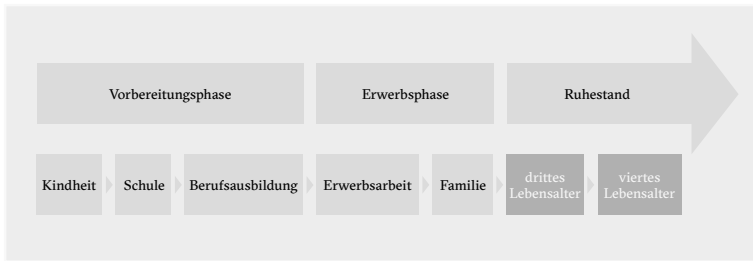 Vorbereitungsphase
Erwerbsphase
Ruhestand
Kindheit
Schule
Berufsausbildung
Erwerbsarbeit
Familie
drittes
Lebensalter
viertes
Lebensalter